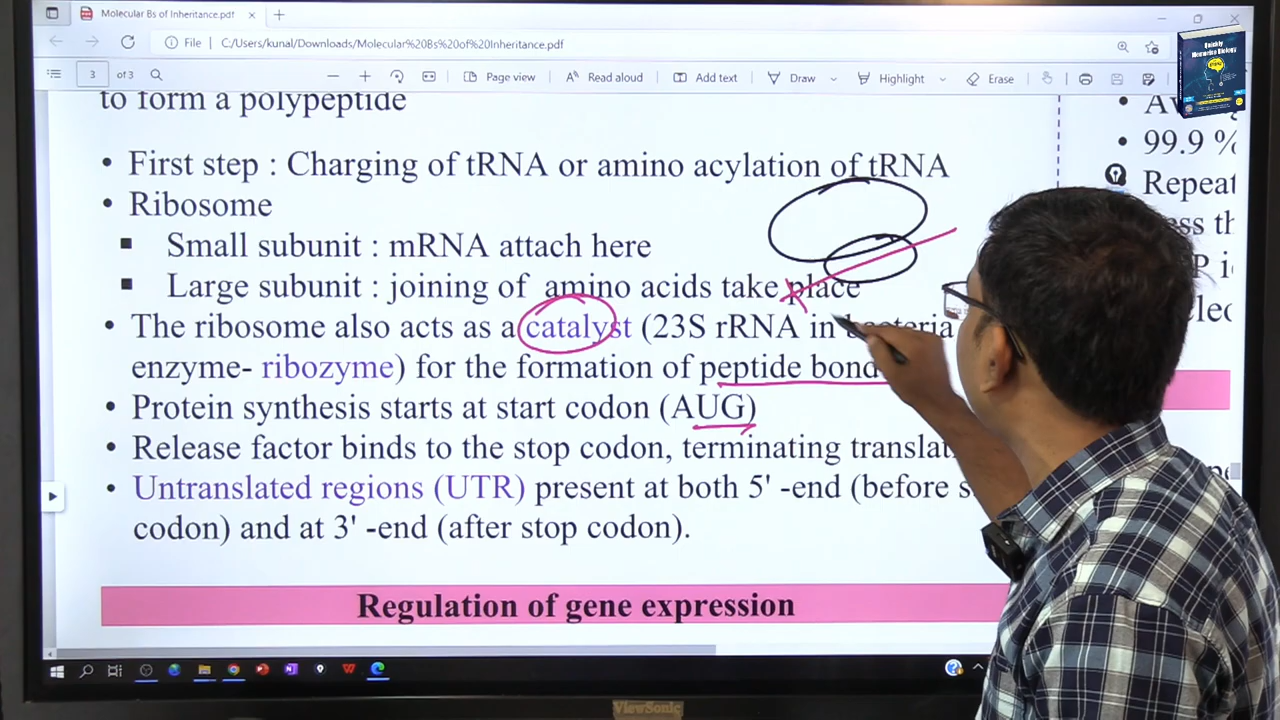 Molecular Bs of Inheritance.pdf
File C:/Users/kunal/Downloads/Molecular%20Bs%20of%20Inheritance.pdf
3 of 3 Page view Read aloud Add text Draw Highlight Erase
Quickly Memorise Biology
to form a polypeptide
• First step : Charging of tRNA or amino acylation of tRNA
• Ribosome
▪ Small subunit : mRNA attach here
▪ Large subunit : joining of amino acids take place
• The ribosome also acts as a catalyst (23S rRNA in bacteria
enzyme- ribozyme) for the formation of peptide bond
• Protein synthesis starts at start codon (AUG)
• Release factor binds to the stop codon, terminating
• Untranslated regions (UTR) present at both 5' -end (before
codon) and at 3' -end (after stop codon).
Regulation of gene expression
• 99.9 %
Repeat
ViewSonic